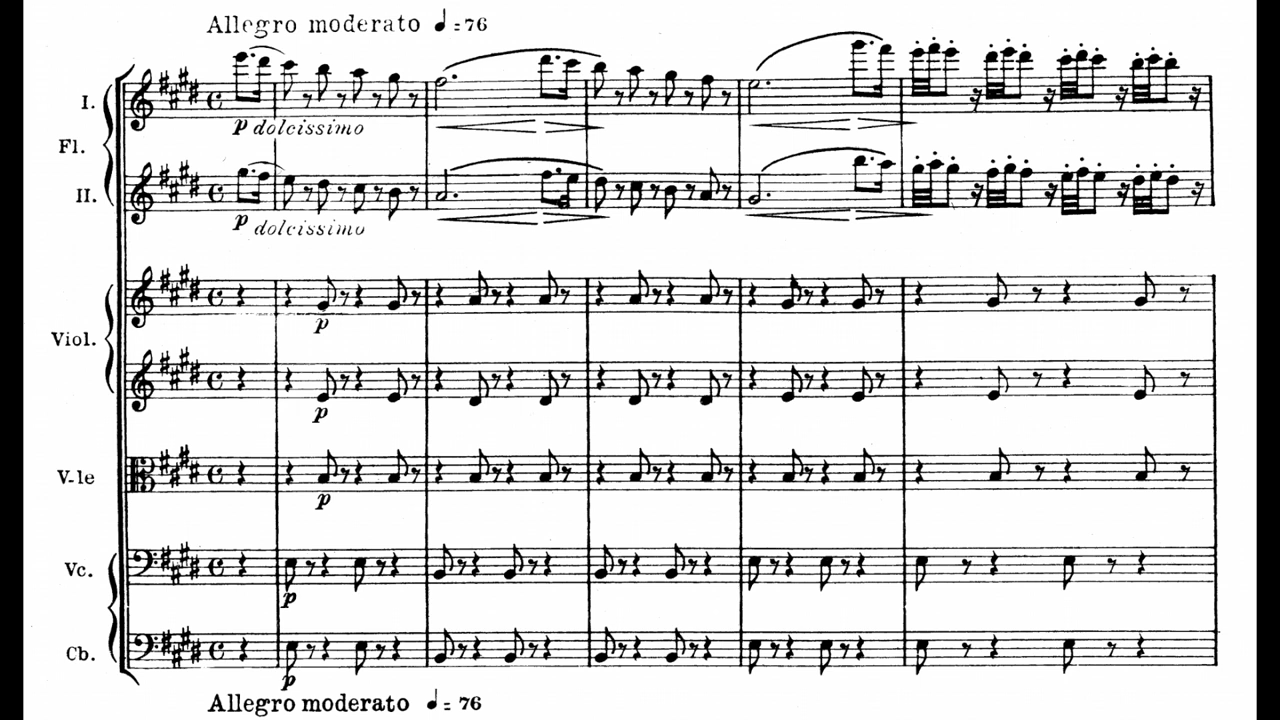 Allegro moderato ♩=76
I.
p dolcissimo
Fl.
II.
p dolcissimo
p
Viol.
p
V-le
p
Vc.
p
Cb.
p
Allegro moderato ♩= 76